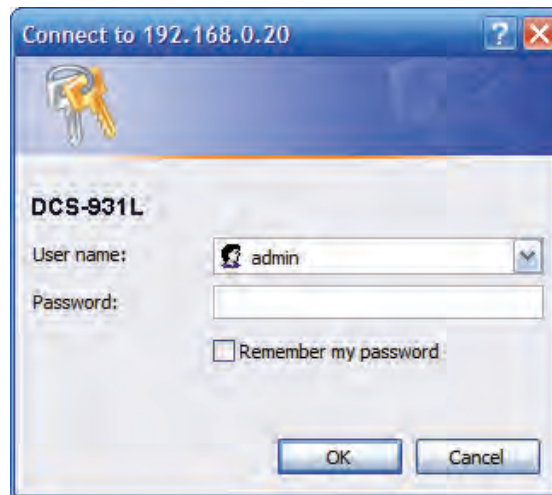 Connect to 192.168.0.20
?
DCS-931L
User name:
admin
Password:
Remember my password
OK
Cancel